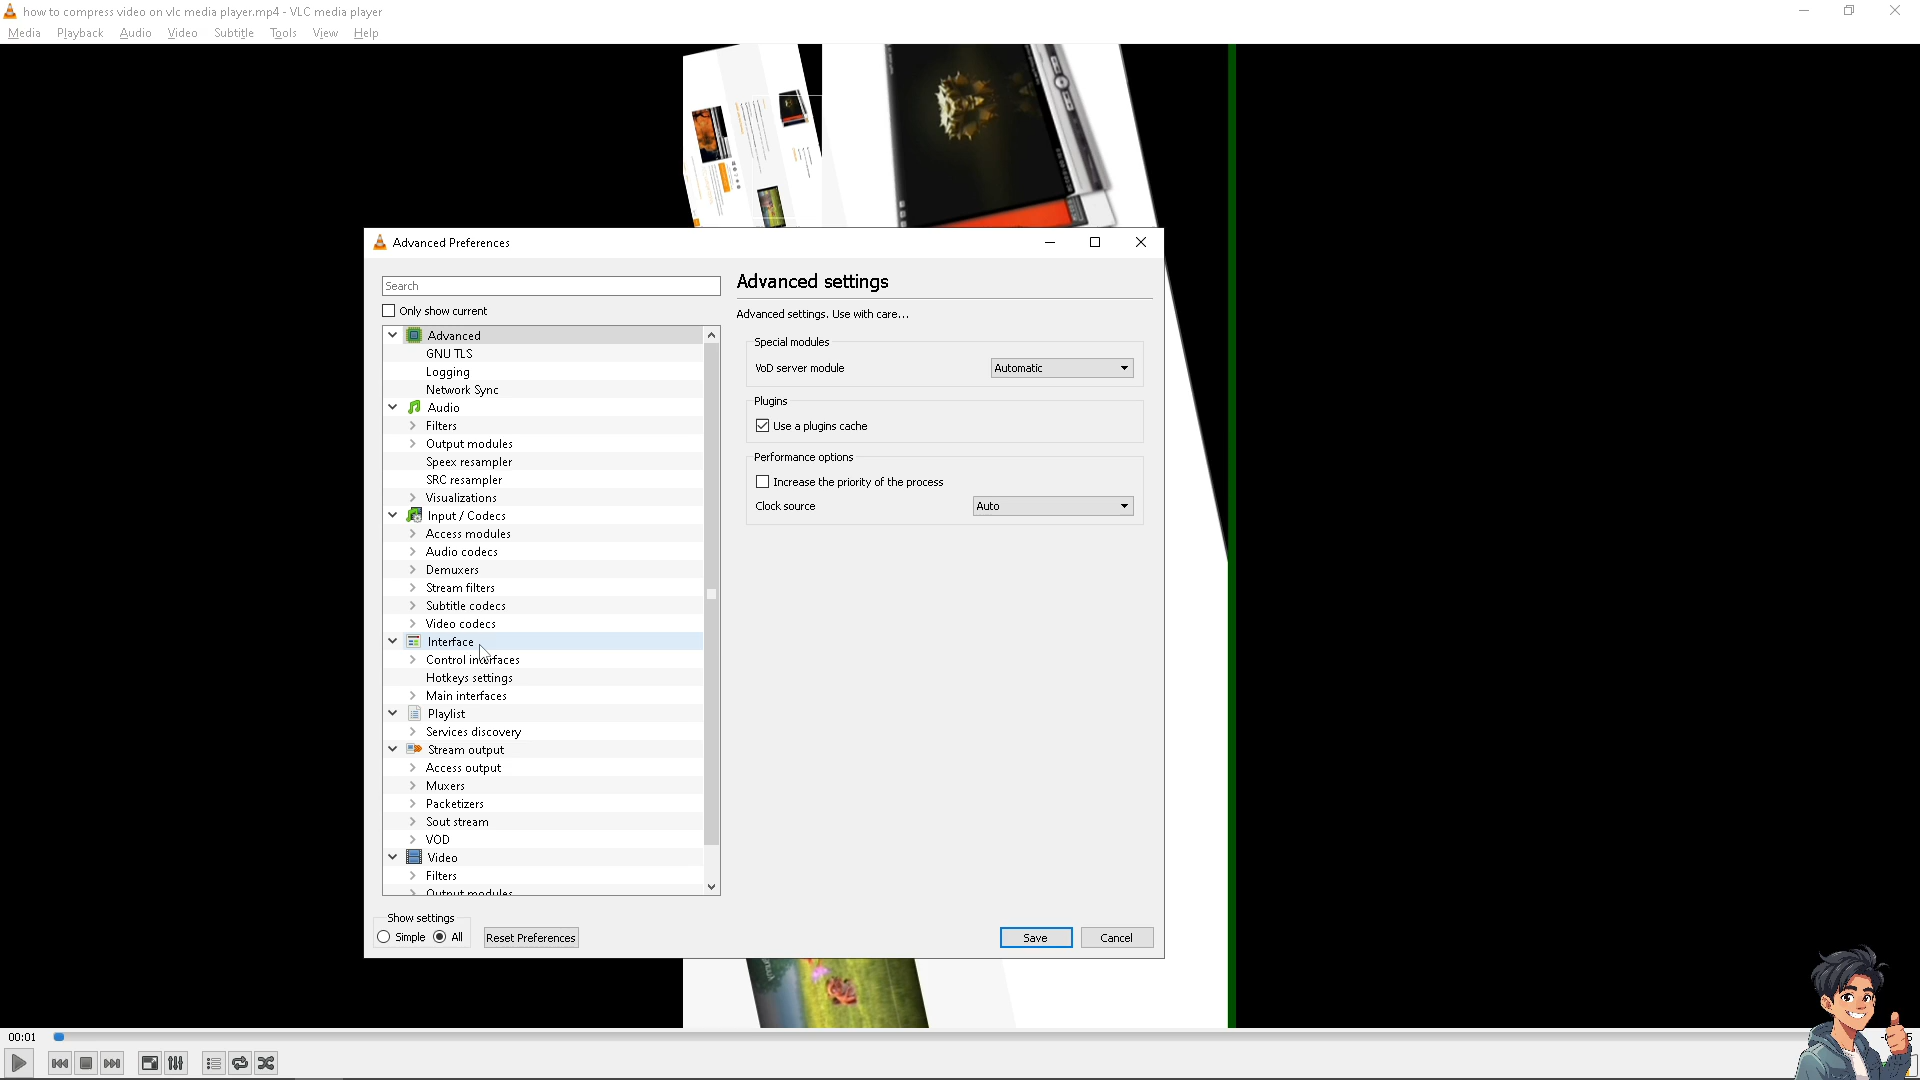 how to compress video on vlc media player.mp4 - VLC media player
Media Playback Audio Video Subtitle Tools View Help
Advanced Preferences
Search
Only show current
Advanced
GNU TLS
Logging
Network Sync
Audio
Filters
Output modules
Speex resampler
SRC resampler
Visualizations
Input / Codecs
Access modules
Audio codecs
Demuxers
Stream filters
Subtitle codecs
Video codecs
Interface
Control interfaces
Hotkeys settings
Main interfaces
Playlist
Services discovery
Stream output
Access output
Muxers
Packetizers
Sout stream
VOD
Video
Filters
Output modules
Advanced settings
Advanced settings. Use with care...
Special modules
VoD server module Automatic
Plugins
Use a plugins cache
Performance options
Increase the priority of the process
Clock source Auto
Show settings
Simple All
Reset Preferences
Save Cancel
00:01